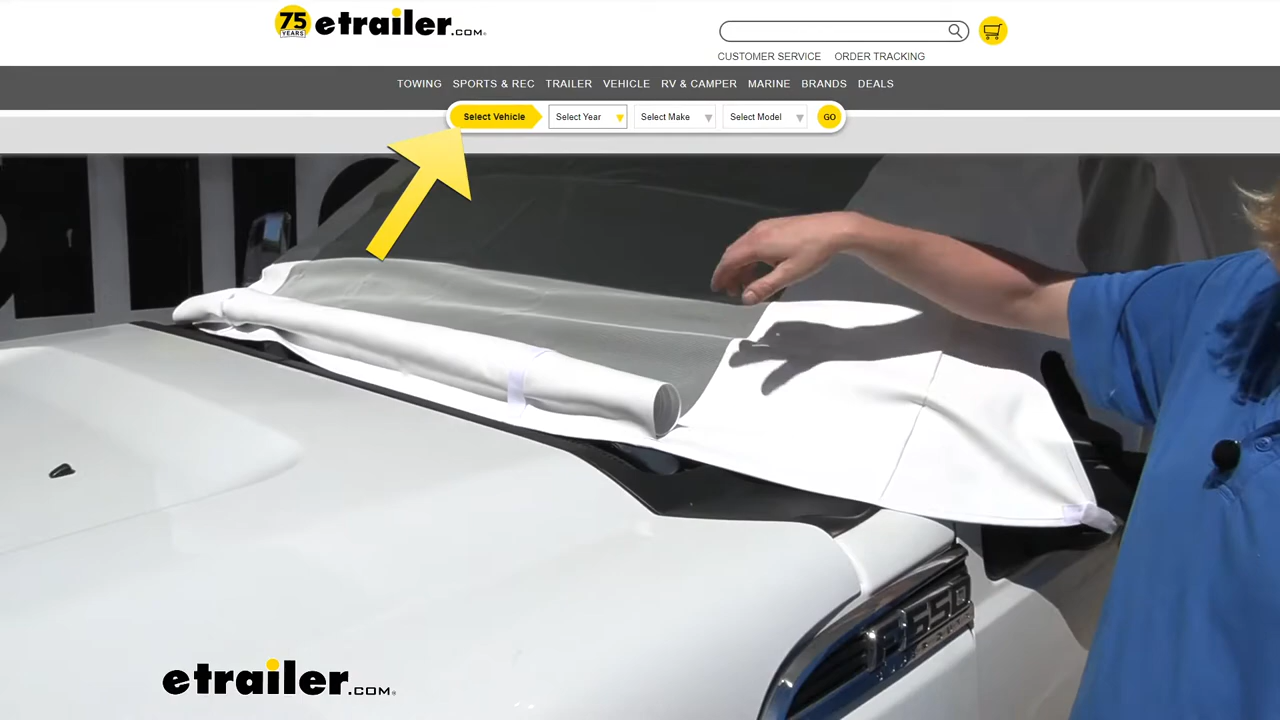 75
YEARS
etrailer.COM
CUSTOMER SERVICE ORDER TRACKING
TOWING SPORTS & REC TRAILER VEHICLE RV & CAMPER MARINE BRANDS DEALS
Select Vehicle Select Year Select Make Select Model GO
F-650
etrailer.COM